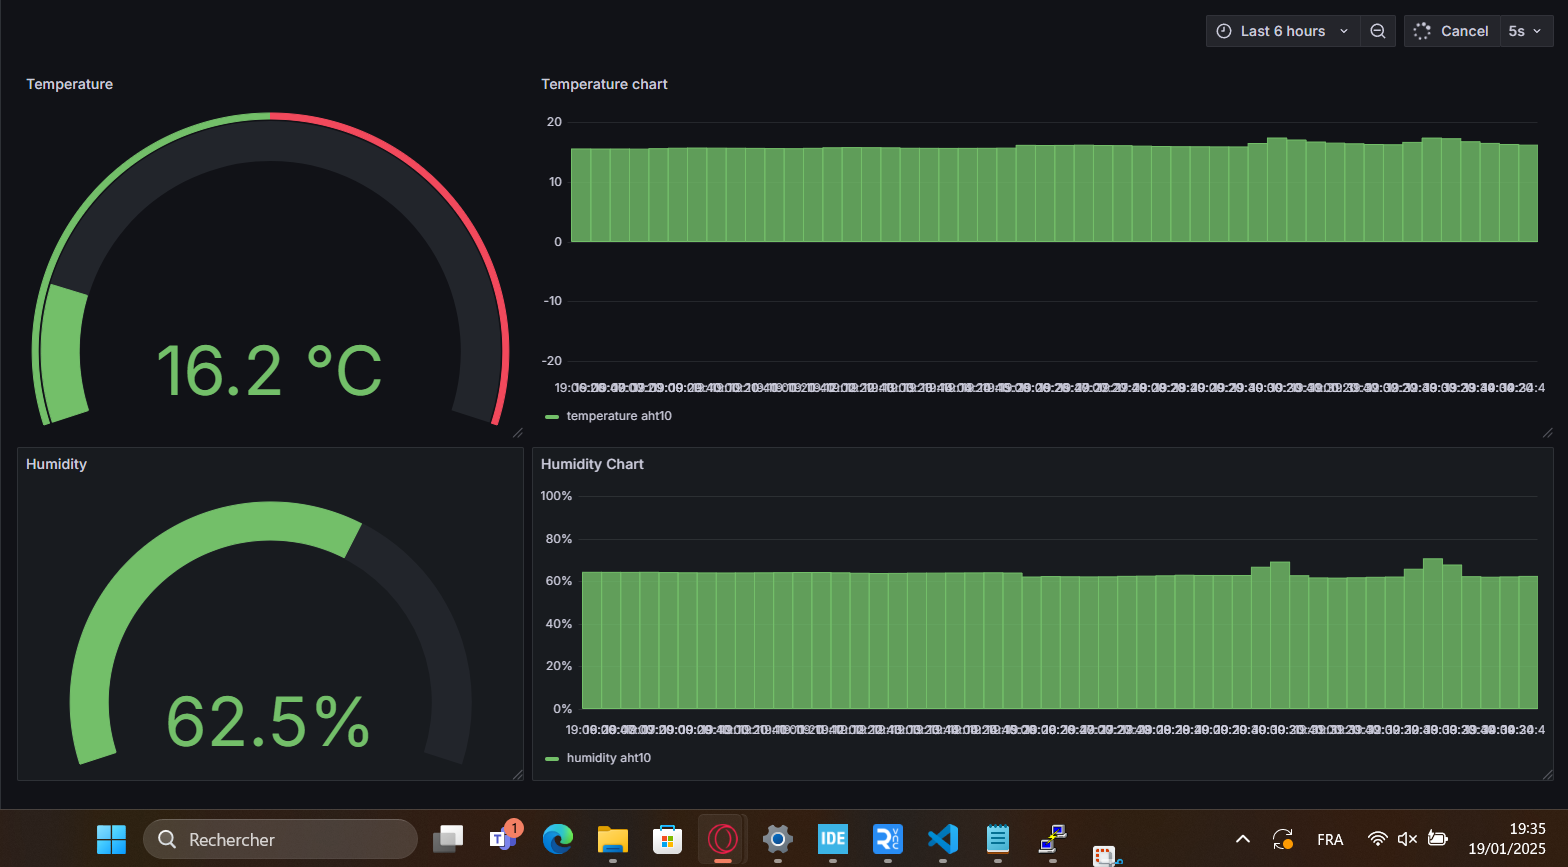 Last 6 hours
Cancel
5s
Temperature
16.2 °C
Temperature chart
20
10
0
-10
-20
temperature aht10
Humidity
62.5%
Humidity Chart
100%
80%
60%
40%
20%
0%
humidity aht10
Rechercher
1
T
IDE
R
VDC
FRA
19:35
19/01/2025